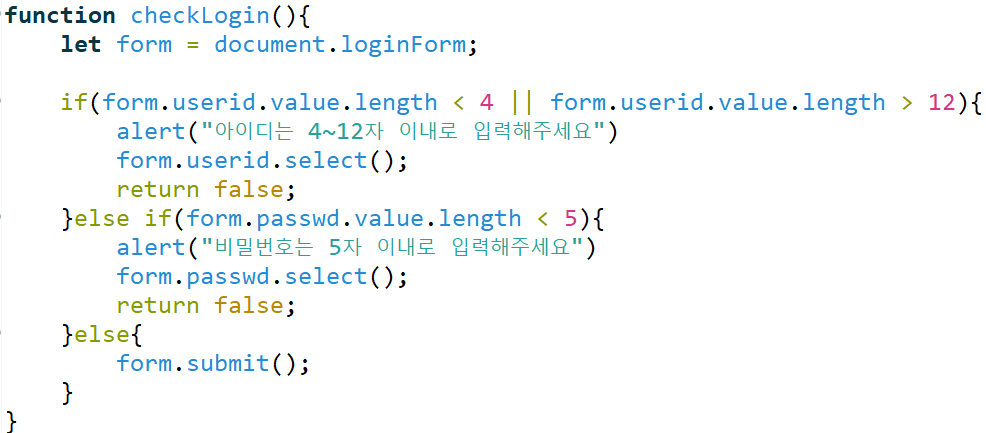 function checkLogin(){
    let form = document.loginForm;

    if(form.userid.value.length < 4 || form.userid.value.length > 12){
        alert("아이디는 4~12자 이내로 입력해주세요")
        form.userid.select();
        return false;
    }else if(form.passwd.value.length < 5){
        alert("비밀번호는 5자 이내로 입력해주세요")
        form.passwd.select();
        return false;
    }else{
        form.submit();
    }
}